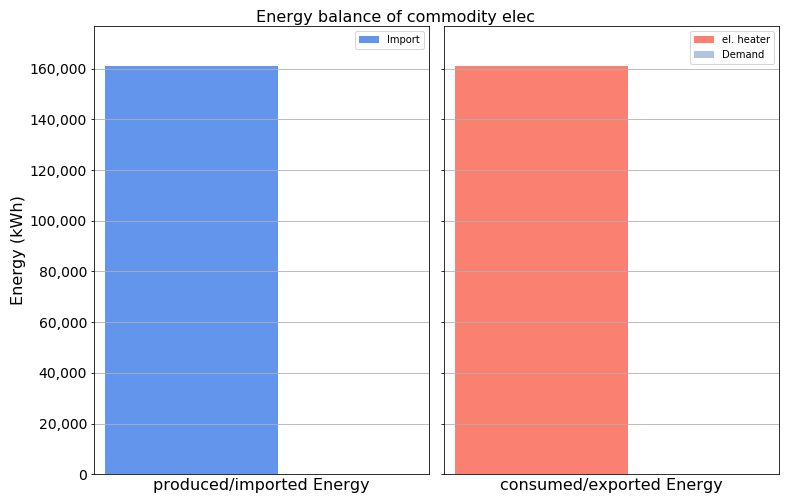 Energy balance of commodity elec
Import
el. heater
Demand
160,000
140,000
120,000
100,000
80,000
60,000
40,000
20,000
0
Energy (kWh)
produced/imported Energy
consumed/exported Energy